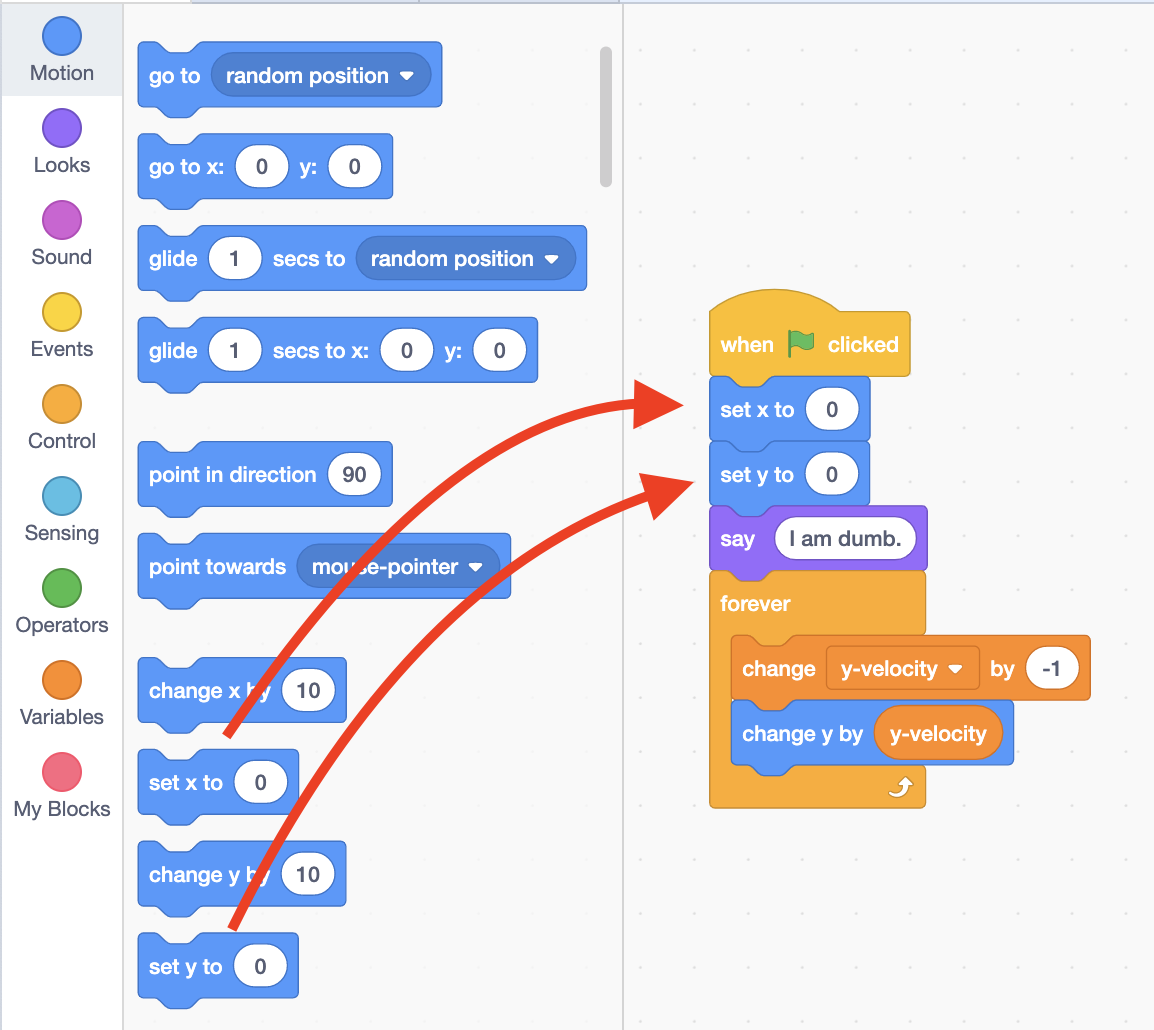 Motion
Looks
Sound
Events
Control
Sensing
Operators
Variables
My Blocks
go to random position
go to x: 0 y: 0
glide 1 secs to random position
glide 1 secs to x: 0 y: 0
point in direction 90
point towards mouse-pointer
change x by 10
set x to 0
change y by 10
set y to 0
when clicked
set x to 0
set y to 0
say I am dumb.
forever
change y-velocity by -1
change y by y-velocity